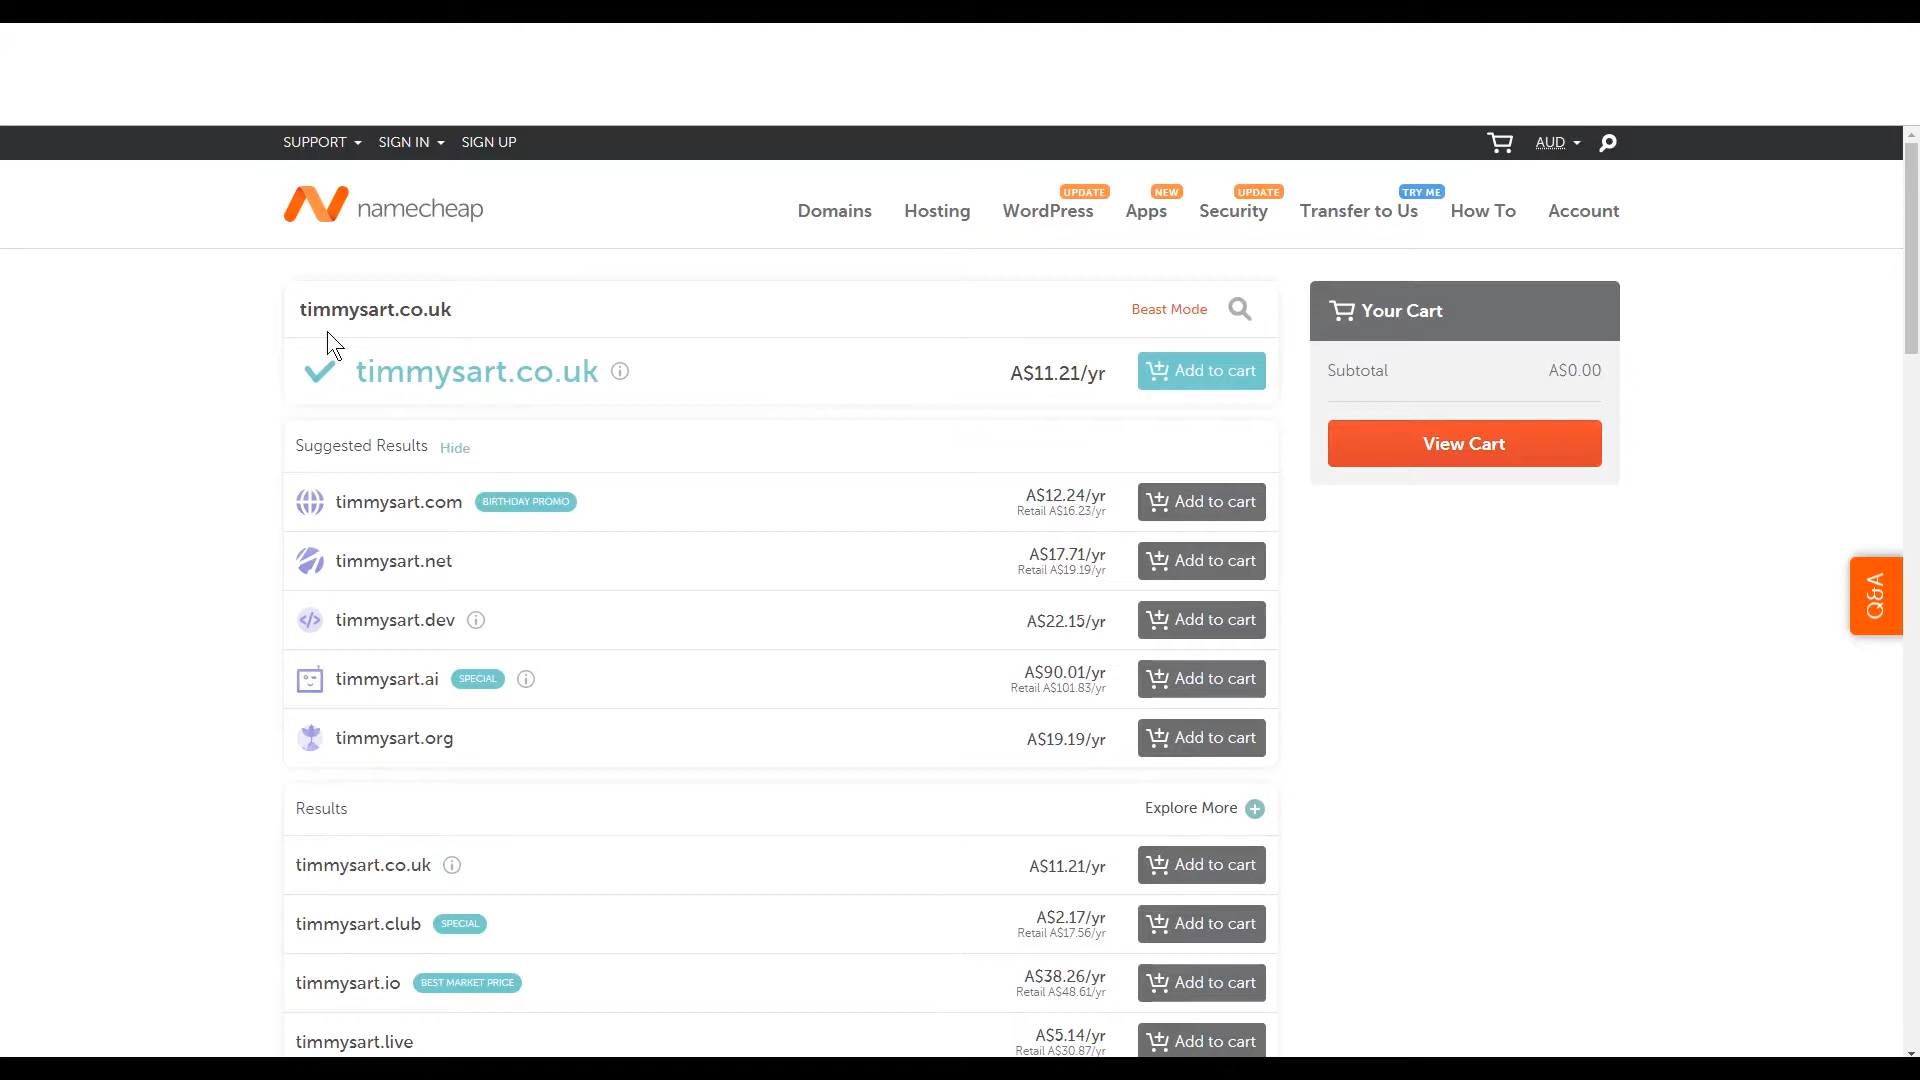 SUPPORT SIGN IN SIGN UP AUD
namecheap
Domains Hosting WordPress UPDATE Apps NEW Security UPDATE Transfer to Us TRY ME How To Account
timmysart.co.uk Beast Mode
timmysart.co.uk A$11.21/yr Add to cart
Your Cart
Subtotal A$0.00
View Cart
Suggested Results Hide
timmysart.com BIRTHDAY PROMO A$12.24/yr Add to cart
Retail A$16.23/yr
timmysart.net A$17.71/yr Add to cart
Retail A$19.19/yr
timmysart.dev A$22.15/yr Add to cart
timmysart.ai SPECIAL A$90.01/yr Add to cart
Retail A$101.83/yr
timmysart.org A$19.19/yr Add to cart
Q&A
Results Explore More
timmysart.co.uk A$11.21/yr Add to cart
timmysart.club SPECIAL A$2.17/yr Add to cart
Retail A$17.56/yr
timmysart.io BEST MARKET PRICE A$38.26/yr Add to cart
Retail A$48.61/yr
timmysart.live A$5.14/yr Add to cart
Retail A$30.87/yr